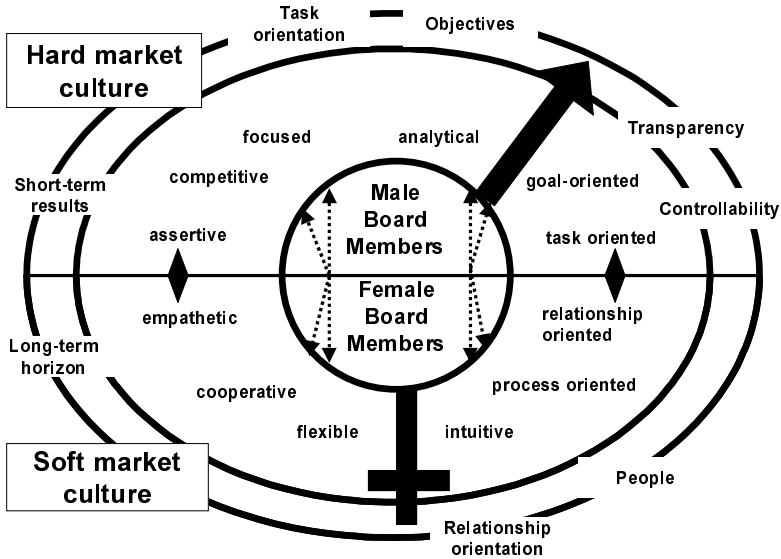 Task
orientation
Objectives
Hard market
culture
focused
analytical
Transparency
competitive
goal-oriented
Short-term
results
Male
Board
Members
Controllability
assertive
task oriented
empathetic
Female
Board
Members
relationship
oriented
Long-term
horizon
cooperative
process oriented
flexible
intuitive
Soft market
culture
People
Relationship
orientation